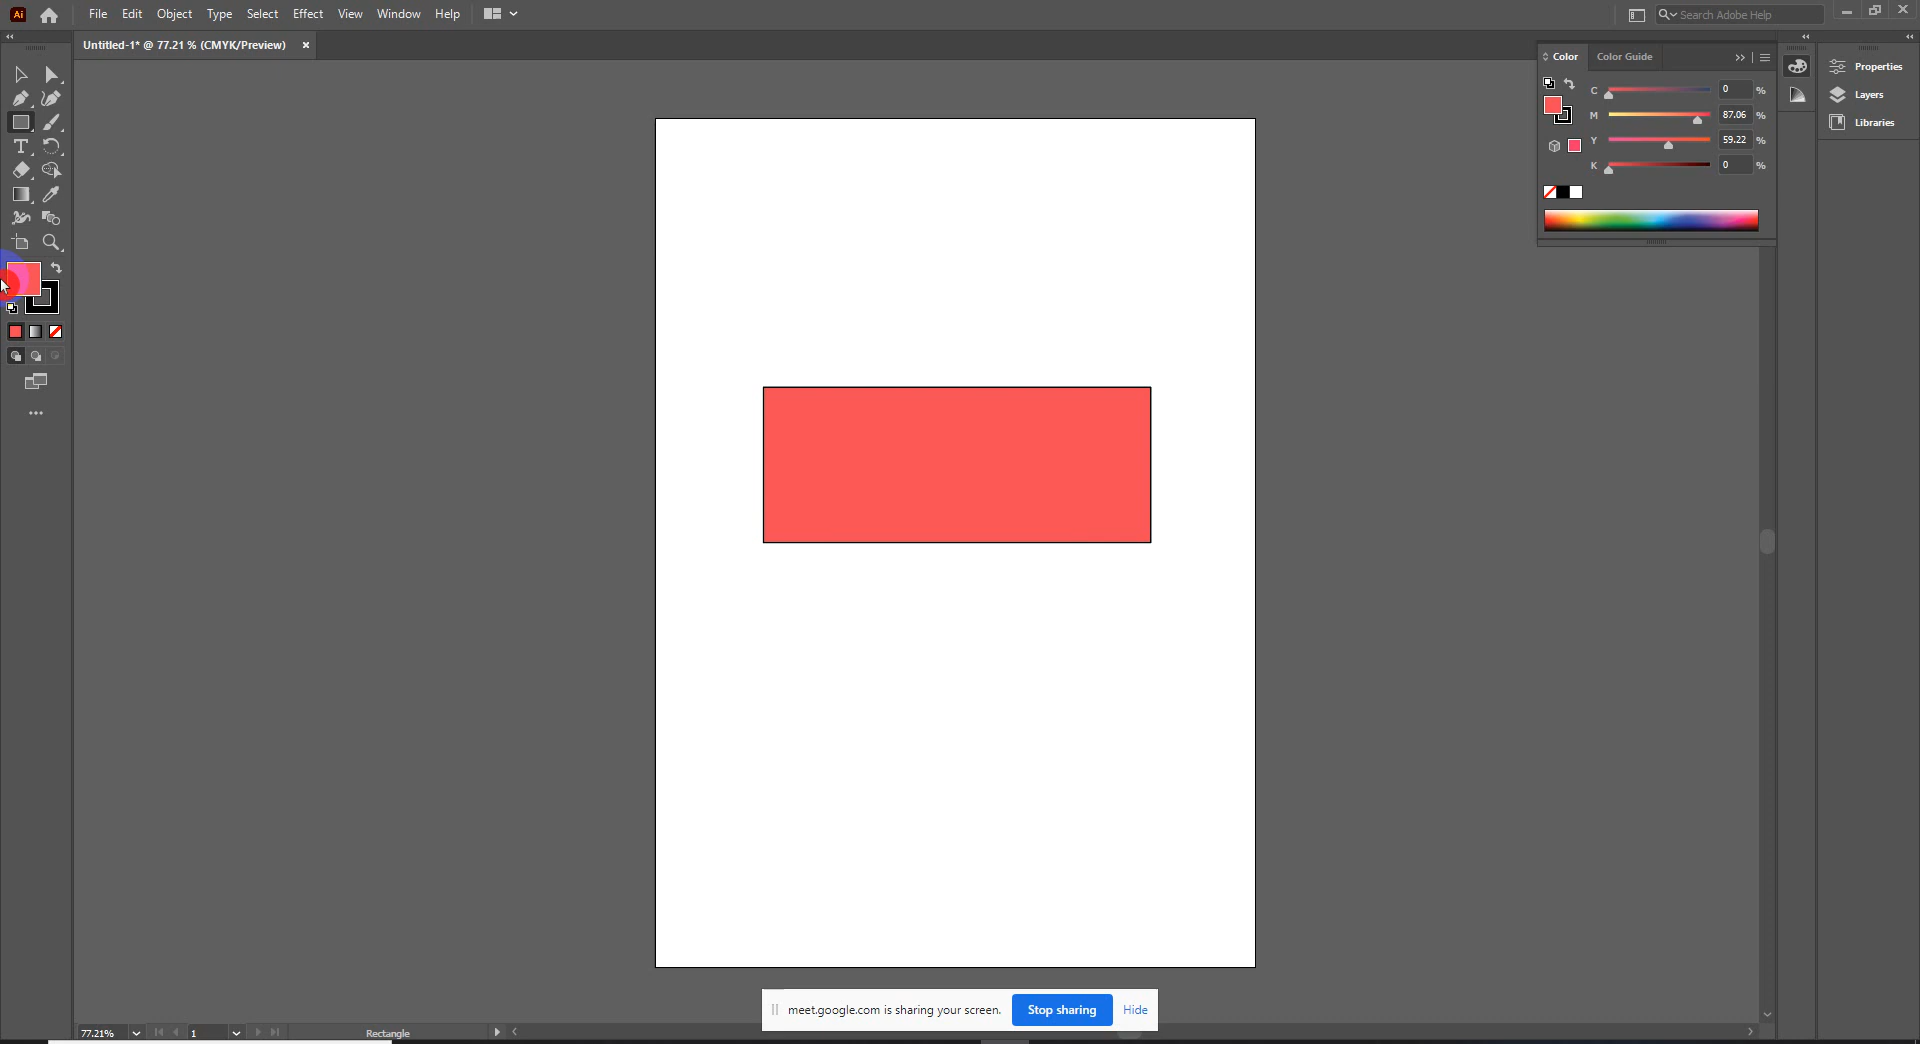 Ai
File Edit Object Type Select Effect View Window Help
Search Adobe Help
Untitled-1* @ 77.21 % (CMYK/Preview) ×
T
Color Color Guide
C 0 %
M 87.06 %
Y 59.22 %
K 0 %
Properties
Layers
Libraries
meet.google.com is sharing your screen. Stop sharing Hide
77.21% 1 Rectangle